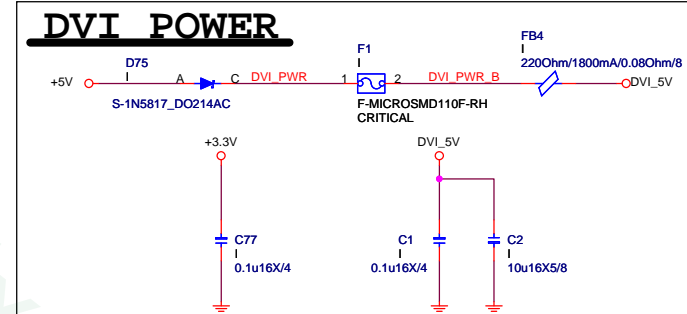 DVI POWER
D75
I
+5V
A
C
DVI_PWR
S-1N5817_DO214AC
F1
I
1
2
DVI_PWR_B
F-MICROSMD110F-RH
CRITICAL
FB4
I
220Ohm/1800mA/0.08Ohm/8
DVI_5V
+3.3V
C77
I
0.1u16X/4
DVI_5V
C1
I
0.1u16X/4
C2
I
10u16X5/8